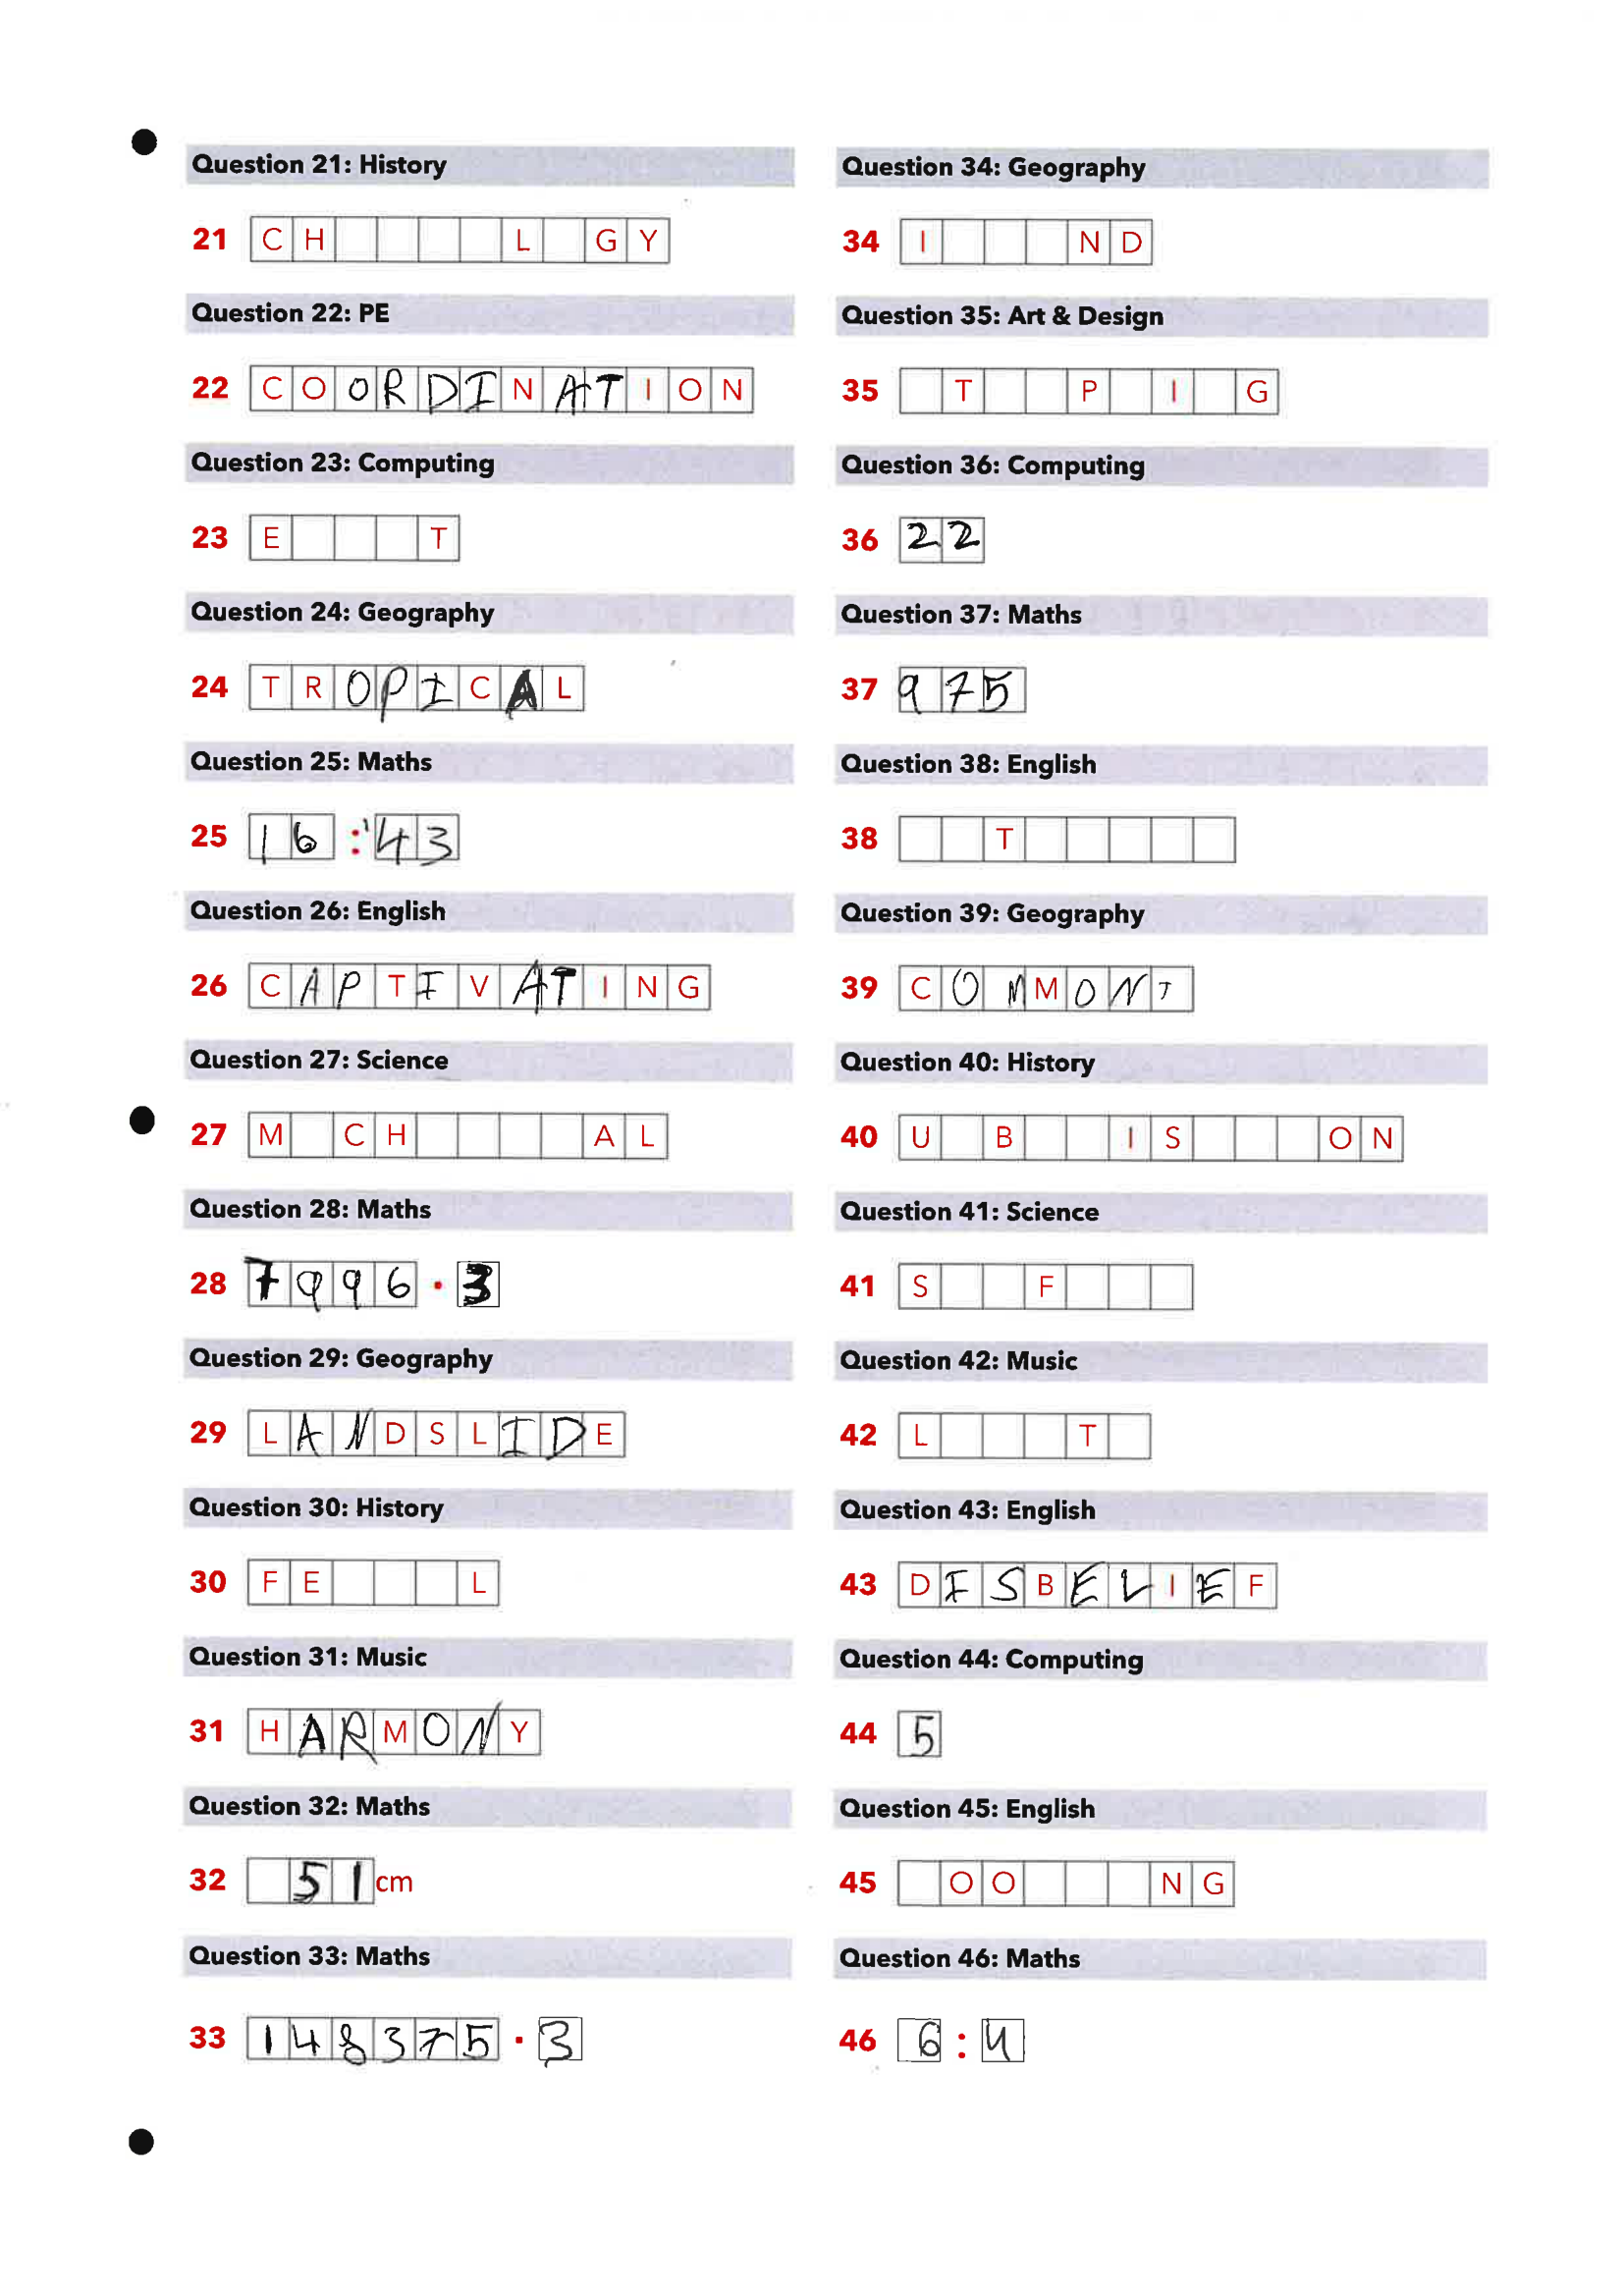 Question 21: History
21 C H L G Y
Question 22: PE
22 C O O R D I N A T I O N
Question 23: Computing
23 E T
Question 24: Geography
24 T R O P I C A L
Question 25: Maths
25 1 6 : 4 3
Question 26: English
26 C A P T I V A T I N G
Question 27: Science
27 M C H A L
Question 28: Maths
28 7 9 9 6 . 3
Question 29: Geography
29 L A N D S L I D E
Question 30: History
30 F E L
Question 31: Music
31 H A R M O N Y
Question 32: Maths
32 5 1 cm
Question 33: Maths
33 1 4 8 3 7 5 . 3
Question 34: Geography
34 I N D
Question 35: Art & Design
35 T P I G
Question 36: Computing
36 2 2
Question 37: Maths
37 9 7 5
Question 38: English
38 T
Question 39: Geography
39 C O M M O N T
Question 40: History
40 U B I S O N
Question 41: Science
41 S F
Question 42: Music
42 L T
Question 43: English
43 D I S B E L I E F
Question 44: Computing
44 5
Question 45: English
45 O O N G
Question 46: Maths
46 6 : 4